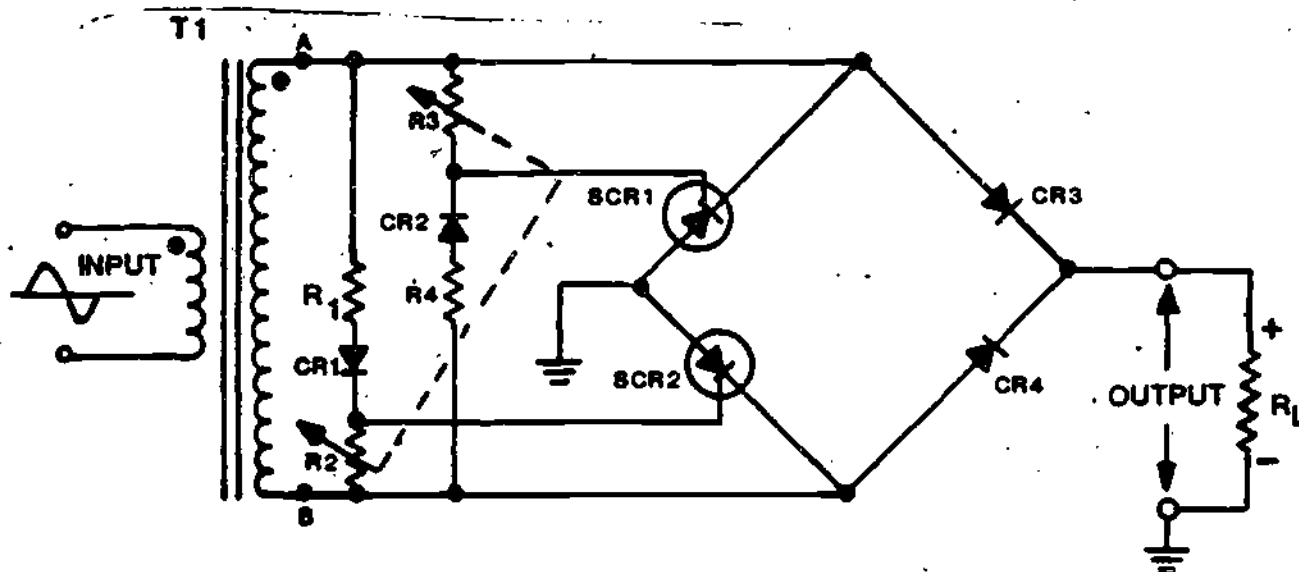 T1
A
R3
SCR1
CR3
CR2
INPUT
R1
R4
CR1
SCR2
CR4
OUTPUT
+
RL
R2
-
B